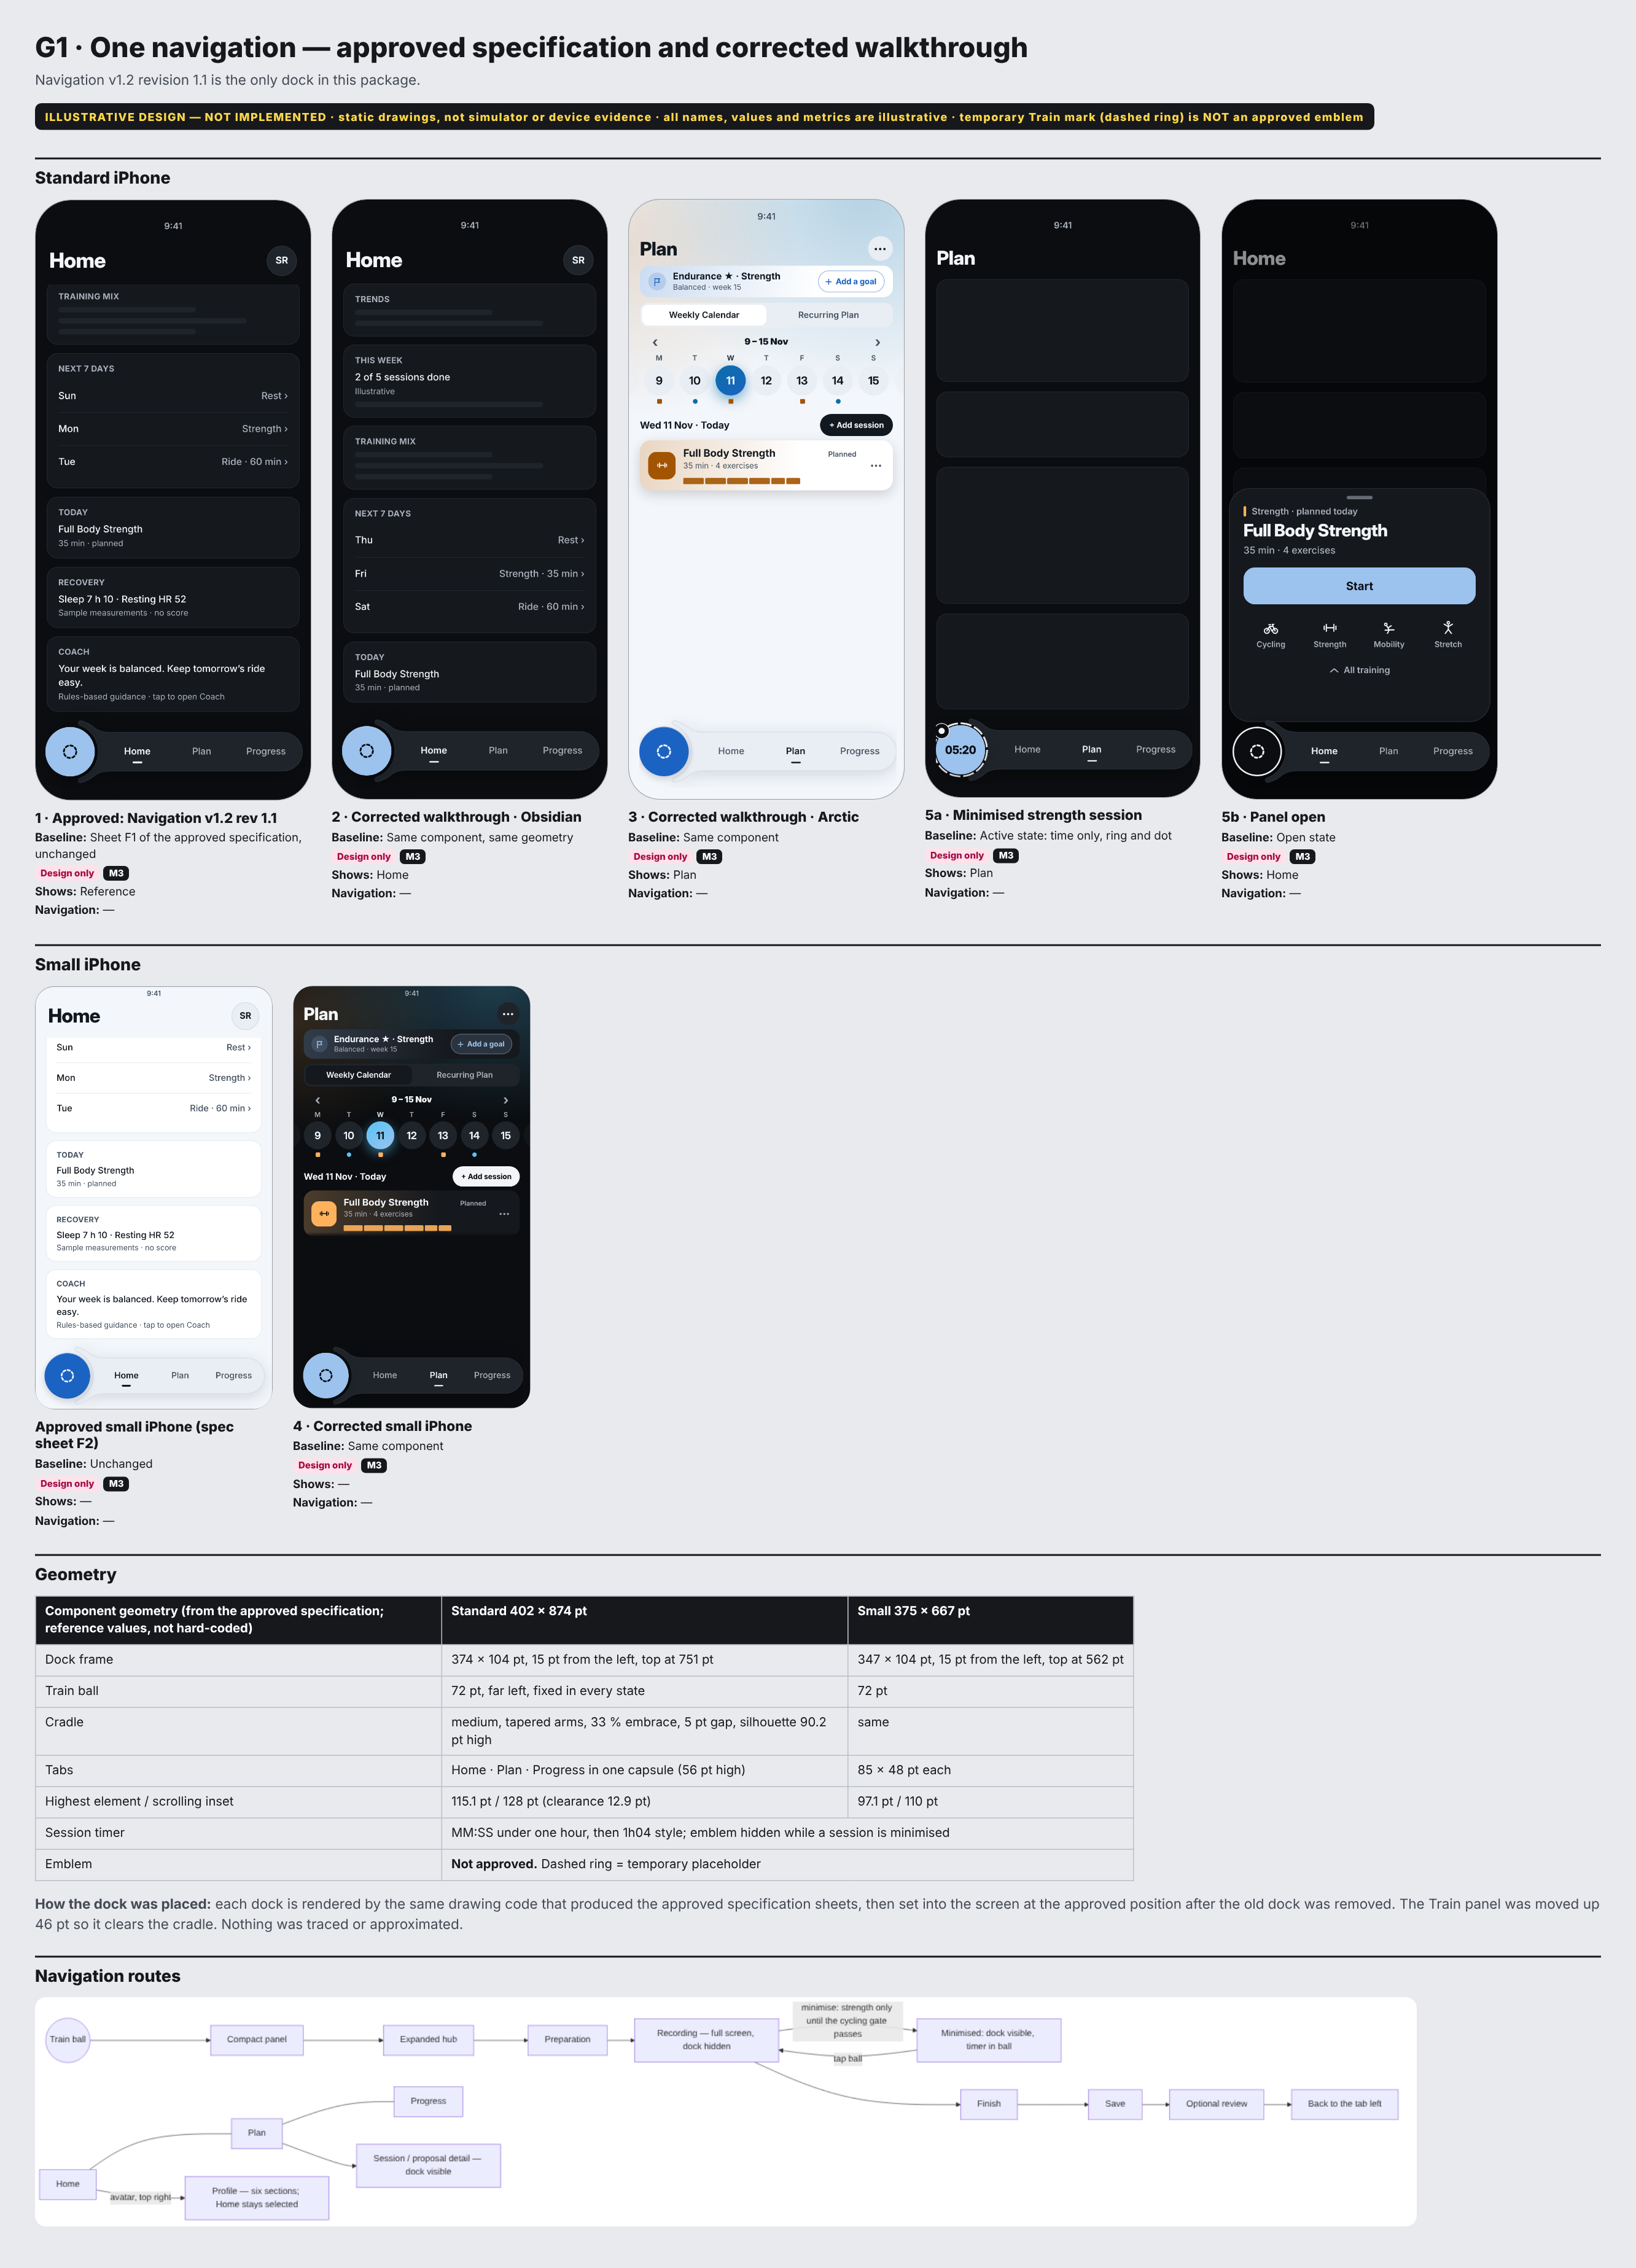 G1 · One navigation — approved specification and corrected walkthrough
Navigation v1.2 revision 1.1 is the only dock in this package.
ILLUSTRATIVE DESIGN — NOT IMPLEMENTED · static drawings, not simulator or device evidence · all names, values and metrics are illustrative · temporary Train mark (dashed ring) is NOT an approved emblem
Standard iPhone
9:41
Home
SR
TRAINING MIX
NEXT 7 DAYS
Sun Rest ›
Mon Strength ›
Tue Ride · 60 min ›
TODAY
Full Body Strength
35 min · planned
RECOVERY
Sleep 7 h 10 · Resting HR 52
Sample measurements · no score
COACH
Your week is balanced. Keep tomorrow’s ride
easy.
Rules-based guidance · tap to open Coach
Home Plan Progress
1 · Approved: Navigation v1.2 rev 1.1
Baseline: Sheet F1 of the approved specification,
unchanged
Design only M3
Shows: Reference
Navigation: —
9:41
Home
SR
TRENDS
THIS WEEK
2 of 5 sessions done
Illustrative
TRAINING MIX
NEXT 7 DAYS
Thu Rest ›
Fri Strength · 35 min ›
Sat Ride · 60 min ›
TODAY
Full Body Strength
35 min · planned
Home Plan Progress
2 · Corrected walkthrough · Obsidian
Baseline: Same component, same geometry
Design only M3
Shows: Home
Navigation: —
9:41
Plan
Endurance ★ · Strength
Balanced · week 15
+ Add a goal
Weekly Calendar Recurring Plan
‹ 9 – 15 Nov ›
M T W T F S S
9 10 11 12 13 14 15
Wed 11 Nov · Today
+ Add session
Full Body Strength Planned
35 min · 4 exercises
Home Plan Progress
3 · Corrected walkthrough · Arctic
Baseline: Same component
Design only M3
Shows: Plan
Navigation: —
9:41
Plan
05:20 Home Plan Progress
5a · Minimised strength session
Baseline: Active state: time only, ring and dot
Design only M3
Shows: Plan
Navigation: —
9:41
Home
Strength · planned today
Full Body Strength
35 min · 4 exercises
Start
Cycling Strength Mobility Stretch
All training
Home Plan Progress
5b · Panel open
Baseline: Open state
Design only M3
Shows: Home
Navigation: —
Small iPhone
9:41
Home
SR
Sun Rest ›
Mon Strength ›
Tue Ride · 60 min ›
TODAY
Full Body Strength
35 min · planned
RECOVERY
Sleep 7 h 10 · Resting HR 52
Sample measurements · no score
COACH
Your week is balanced. Keep tomorrow’s ride
easy.
Rules-based guidance · tap to open Coach
Home Plan Progress
Approved small iPhone (spec
sheet F2)
Baseline: Unchanged
Design only M3
Shows: —
Navigation: —
9:41
Plan
Endurance ★ · Strength
Balanced · week 15
+ Add a goal
Weekly Calendar Recurring Plan
‹ 9 – 15 Nov ›
M T W T F S S
9 10 11 12 13 14 15
Wed 11 Nov · Today
+ Add session
Full Body Strength Planned
35 min · 4 exercises
Home Plan Progress
4 · Corrected small iPhone
Baseline: Same component
Design only M3
Shows: —
Navigation: —
Geometry
Component geometry (from the approved specification;
reference values, not hard-coded)
Standard 402 × 874 pt
Small 375 × 667 pt
Dock frame
374 × 104 pt, 15 pt from the left, top at 751 pt
347 × 104 pt, 15 pt from the left, top at 562 pt
Train ball
72 pt, far left, fixed in every state
72 pt
Cradle
medium, tapered arms, 33 % embrace, 5 pt gap, silhouette 90.2
pt high
same
Tabs
Home · Plan · Progress in one capsule (56 pt high)
85 × 48 pt each
Highest element / scrolling inset
115.1 pt / 128 pt (clearance 12.9 pt)
97.1 pt / 110 pt
Session timer
MM:SS under one hour, then 1h04 style; emblem hidden while a session is minimised
Emblem
Not approved. Dashed ring = temporary placeholder
How the dock was placed: each dock is rendered by the same drawing code that produced the approved specification sheets, then set into the screen at the approved position after the old dock was removed. The Train panel was moved up
46 pt so it clears the cradle. Nothing was traced or approximated.
Navigation routes
Train ball
Compact panel
Expanded hub
Preparation
Recording — full screen,
dock hidden
minimise: strength only
until the cycling gate
passes
tap ball
Minimised: dock visible,
timer in ball
Finish
Save
Optional review
Back to the tab left
Progress
Plan
Session / proposal detail —
dock visible
Home
avatar, top right
Profile — six sections;
Home stays selected